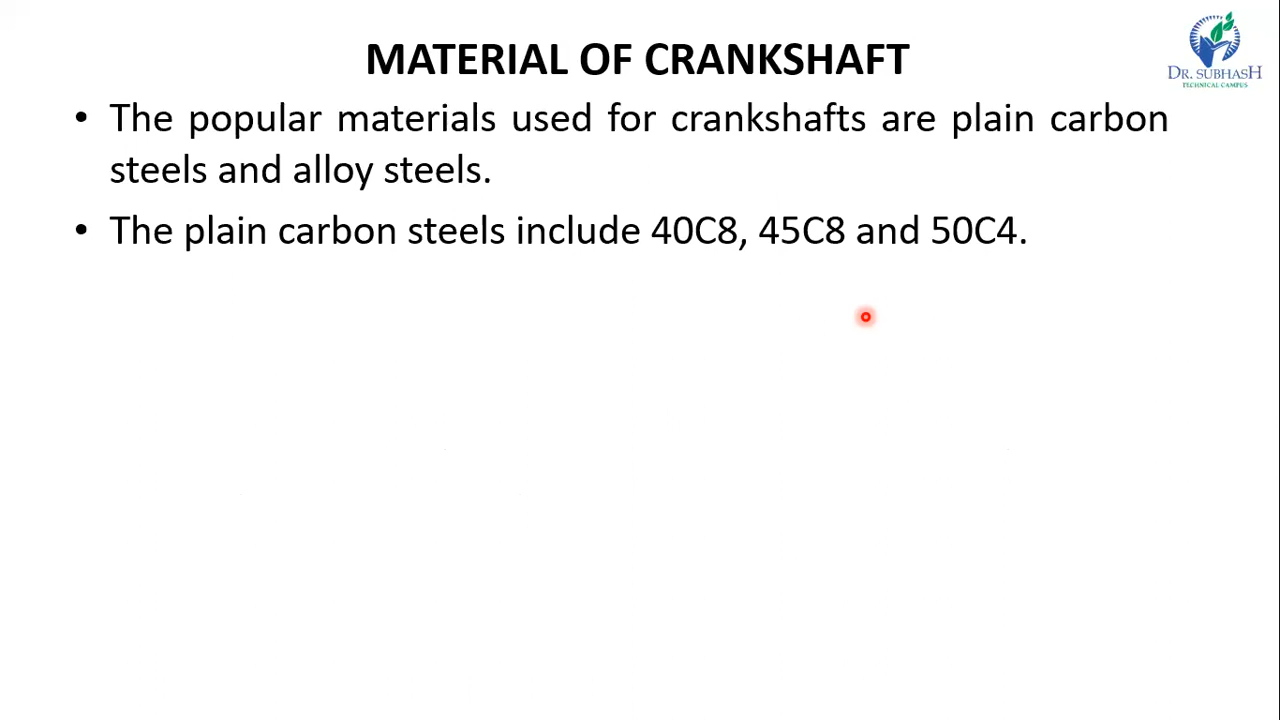 MATERIAL OF CRANKSHAFT
DR. SUBHASH
TECHNICAL CAMPUS
• The popular materials used for crankshafts are plain carbon
steels and alloy steels.
• The plain carbon steels include 40C8, 45C8 and 50C4.